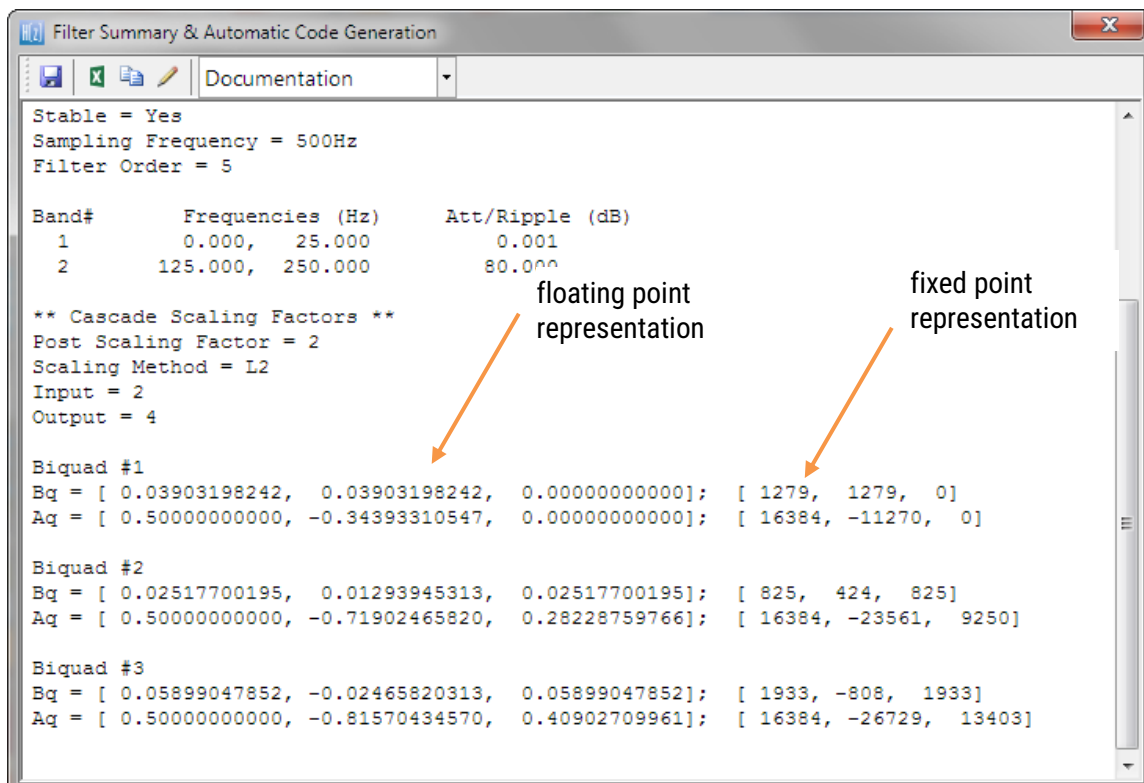 Filter Summary & Automatic Code Generation
Documentation
Stable = Yes
Sampling Frequency = 500Hz
Filter Order = 5
Band# Frequencies (Hz) Att/Ripple (dB)
1 0.000, 25.000 0.001
2 125.000, 250.000 80.000
floating point
representation
fixed point
representation
** Cascade Scaling Factors **
Post Scaling Factor = 2
Scaling Method = L2
Input = 2
Output = 4
Biquad #1
Bq = [ 0.03903198242, 0.03903198242, 0.00000000000]; [ 1279, 1279, 0]
Aq = [ 0.50000000000, -0.34393310547, 0.00000000000]; [ 16384, -11270, 0]
Biquad #2
Bq = [ 0.02517700195, 0.01293945313, 0.02517700195]; [ 825, 424, 825]
Aq = [ 0.50000000000, -0.71902465820, 0.28228759766]; [ 16384, -23561, 9250]
Biquad #3
Bq = [ 0.05899047852, -0.02465820313, 0.05899047852]; [ 1933, -808, 1933]
Aq = [ 0.50000000000, -0.81570434570, 0.40902709961]; [ 16384, -26729, 13403]